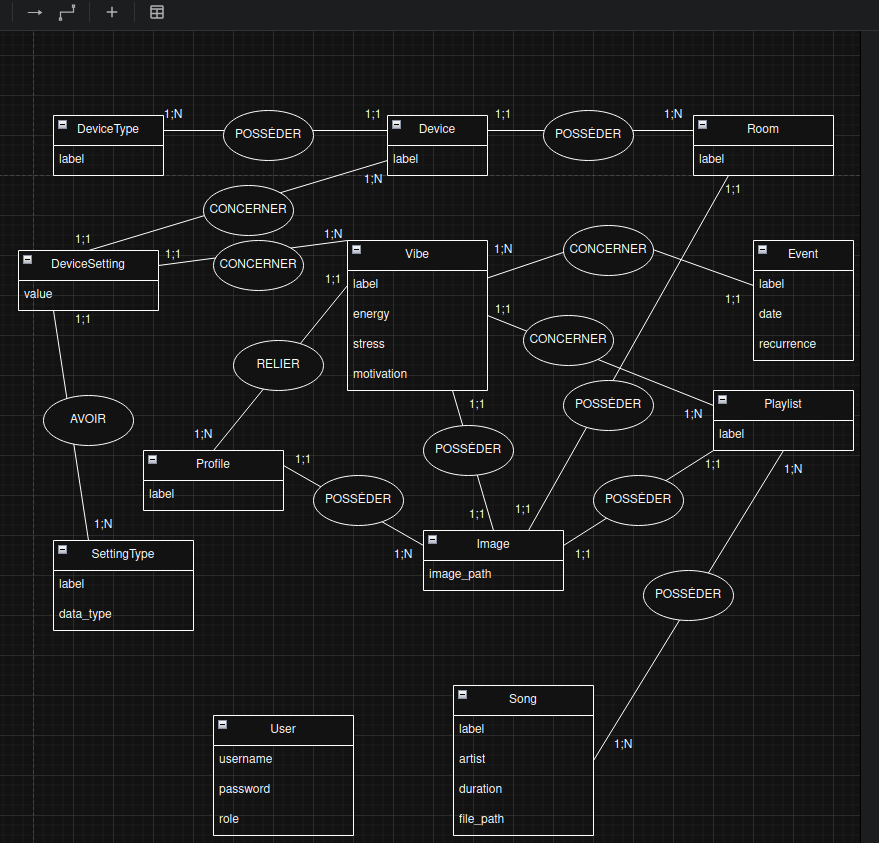 1;N
1;1
1;1
1;N
DeviceType
label
POSSÉDER
Device
label
POSSÉDER
Room
label
1;N
1;1
CONCERNER
1;1
1;N
1;N
DeviceSetting
value
1;1
CONCERNER
Vibe
label
energy
stress
motivation
CONCERNER
Event
label
date
recurrence
1;1
1;1
1;1
1;1
CONCERNER
RELIER
AVOIR
POSSÉDER
1;1
1;N
Playlist
label
1;N
Profile
label
1;1
POSSÉDER
1;1
1;N
POSSÉDER
POSSÉDER
1;N
1;1
1;1
Image
image_path
1;N
1;1
SettingType
label
data_type
POSSÉDER
User
username
password
role
Song
label
artist
duration
file_path
1;N